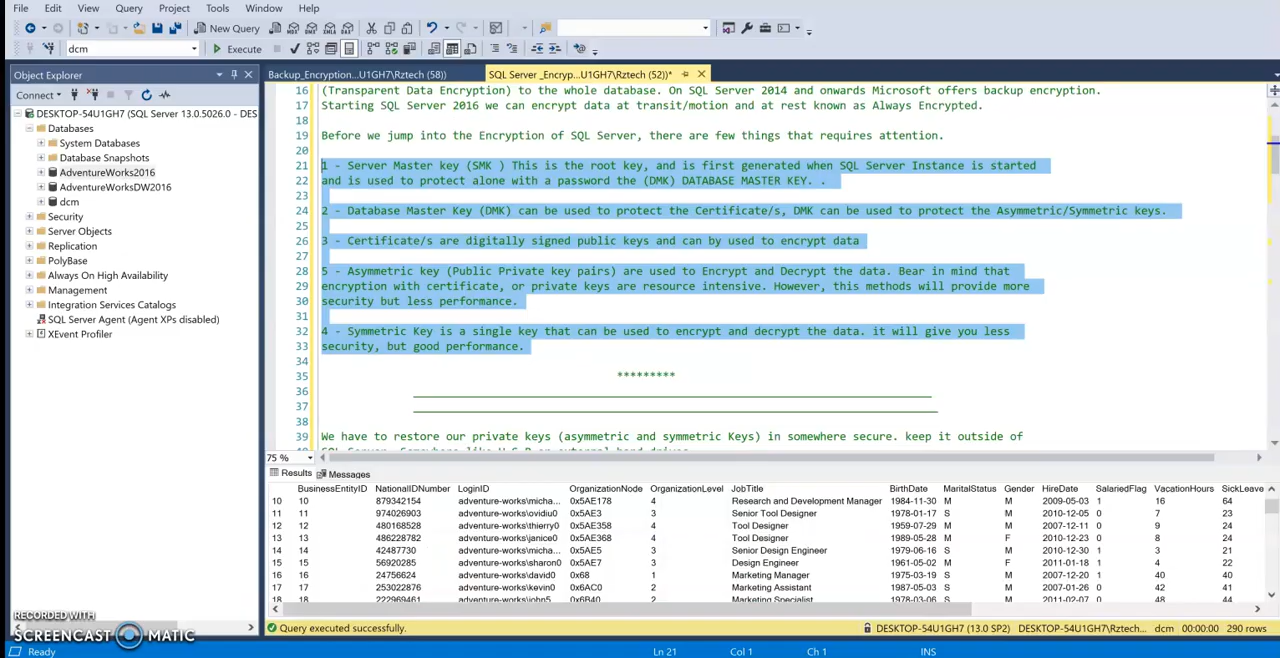 File Edit View Query Project Tools Window Help
New Query
dcm Execute
Object Explorer
Connect
DESKTOP-54U1GH7 (SQL Server 13.0.5026.0 - DES
Databases
System Databases
Database Snapshots
AdventureWorks2016
AdventureWorksDW2016
dcm
Security
Server Objects
Replication
PolyBase
Always On High Availability
Management
Integration Services Catalogs
SQL Server Agent (Agent XPs disabled)
XEvent Profiler
Backup_Encryption...U1GH7\Rztech (58)) SQL Server _Encryp...U1GH7\Rztech (52))*
16 (Transparent Data Encryption) to the whole database. On SQL Server 2014 and onwards Microsoft offers backup encryption.
17 Starting SQL Server 2016 we can encrypt data at transit/motion and at rest known as Always Encrypted.
18
19 Before we jump into the Encryption of SQL Server, there are few things that requires attention.
20
21 1 - Server Master key (SMK ) This is the root key, and is first generated when SQL Server Instance is started
22 and is used to protect alone with a password the (DMK) DATABASE MASTER KEY. .
23
24 2 - Database Master Key (DMK) can be used to protect the Certificate/s, DMK can be used to protect the Asymmetric/Symmetric keys.
25
26 3 - Certificate/s are digitally signed public keys and can by used to encrypt data
27
28 5 - Asymmetric key (Public Private key pairs) are used to Encrypt and Decrypt the data. Bear in mind that
29 encryption with certificate, or private keys are resource intensive. However, this methods will provide more
30 security but less performance.
31
32 4 - Symmetric Key is a single key that can be used to encrypt and decrypt the data. it will give you less
33 security, but good performance.
34
35 *********
36
37
38
39 We have to restore our private keys (asymmetric and symmetric Keys) in somewhere secure. keep it outside of
75 %
Results Messages
BusinessEntityID NationalIDNumber LoginID OrganizationNode OrganizationLevel JobTitle BirthDate MaritalStatus Gender HireDate SalariedFlag VacationHours SickLeave
10 10 879342154 adventure-works\micha... 0x5AE178 4 Research and Development Manager 1984-11-30 M M 2009-05-03 1 16 64
11 11 974026903 adventure-works\ovidiu0 0x5AE3 3 Senior Tool Designer 1978-01-17 S M 2010-12-05 0 7 23
12 12 480168528 adventure-works\thierry0 0x5AE358 4 Tool Designer 1959-07-29 M M 2007-12-11 0 9 24
13 13 486228782 adventure-works\janice0 0x5AE368 4 Tool Designer 1989-05-28 M F 2010-12-23 0 8 24
14 14 42487730 adventure-works\micha... 0x5AE5 3 Senior Design Engineer 1979-06-16 S M 2010-12-30 1 3 21
15 15 56920285 adventure-works\sharon0 0x5AE7 3 Design Engineer 1961-05-02 M F 2011-01-18 1 4 22
16 16 24756624 adventure-works\david0 0x68 1 Marketing Manager 1975-03-19 S M 2007-12-20 1 40 40
17 17 253022876 adventure-works\kevin0 0x6AC0 2 Marketing Assistant 1987-05-03 S M 2007-01-26 0 42 41
18 18 222969461 adventure-works\john5 0x6B40 2 Marketing Specialist 1978-03-06 S M 2011-02-07 0 48 44
Query executed successfully. DESKTOP-54U1GH7 (13.0 SP2) DESKTOP-54U1GH7\Rztech... dcm 00:00:00 290 rows
RECORDED WITH
SCREENCAST MATIC
Ready Ln 21 Col 1 Ch 1 INS